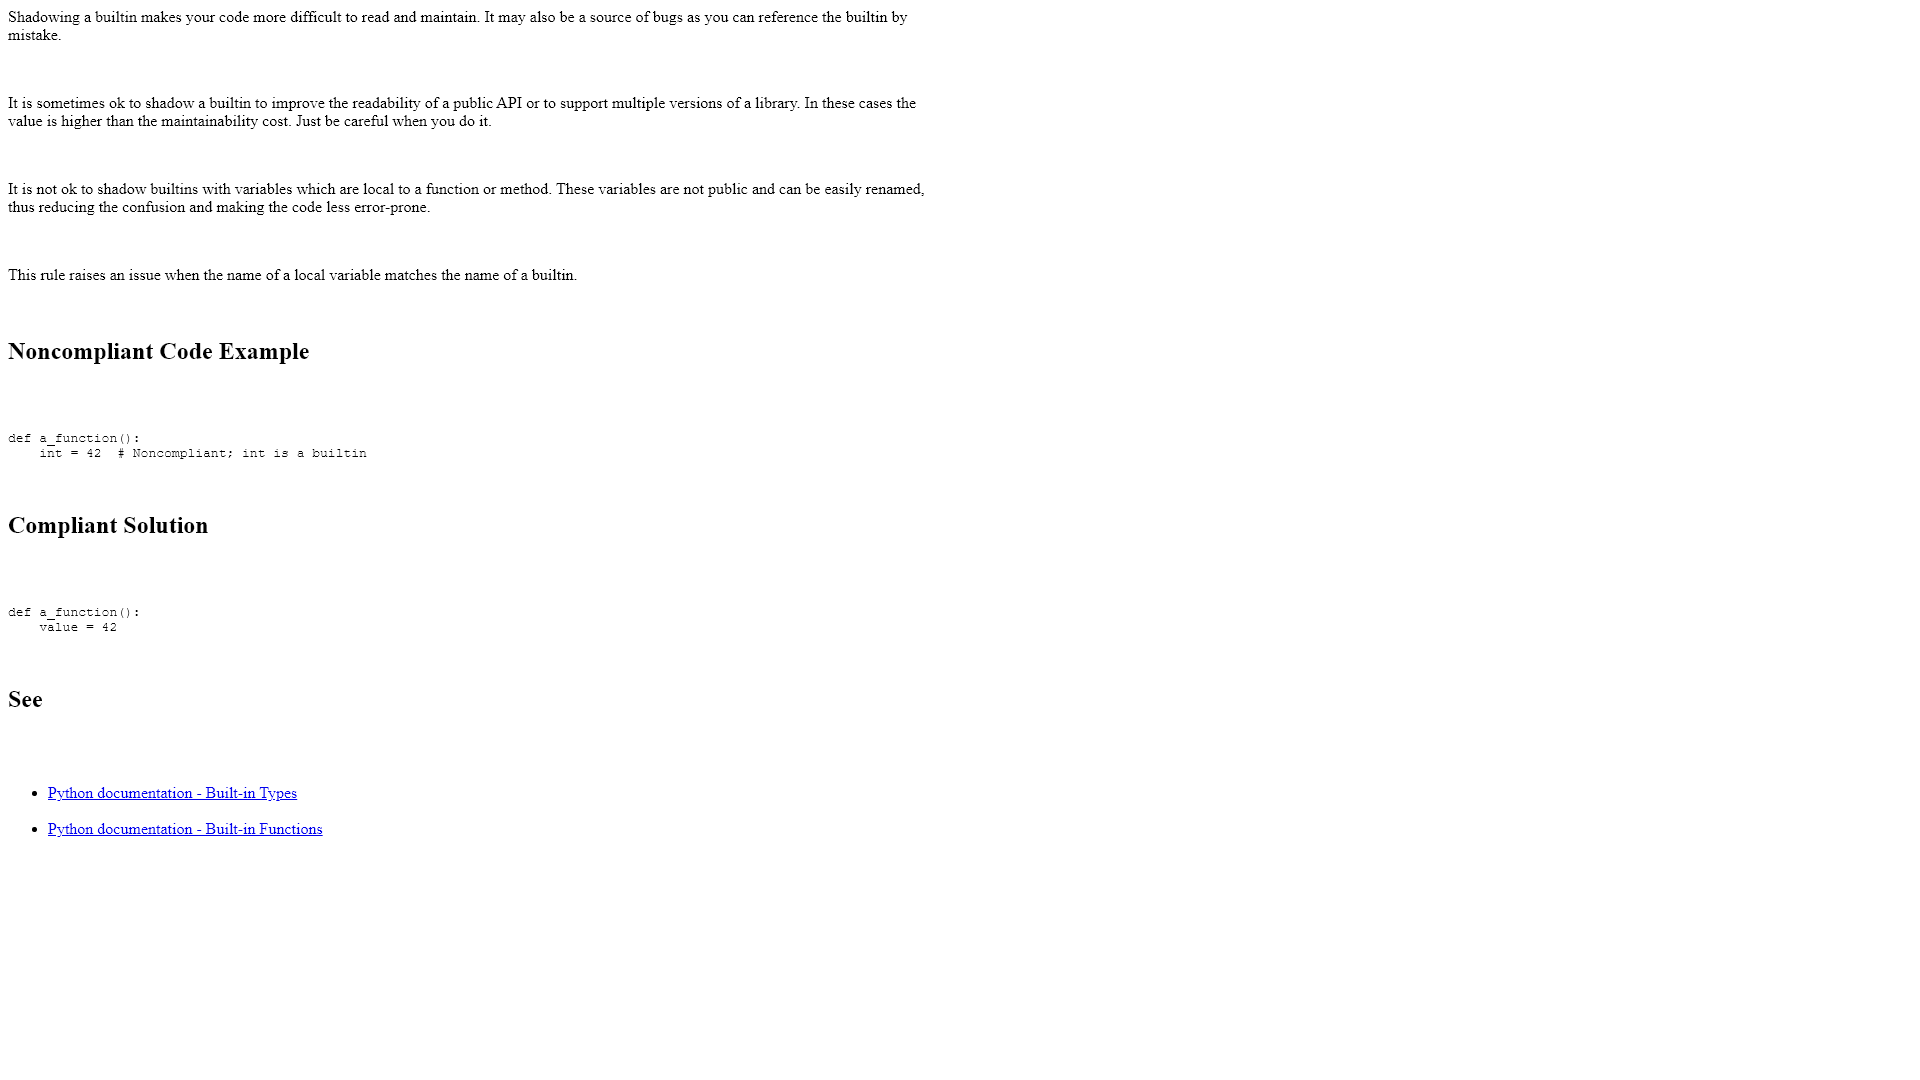 Shadowing a builtin makes your code more difficult to read and maintain. It may also be a source of bugs as you can reference the builtin by
mistake.
It is sometimes ok to shadow a builtin to improve the readability of a public API or to support multiple versions of a library. In these cases the
value is higher than the maintainability cost. Just be careful when you do it.
It is not ok to shadow builtins with variables which are local to a function or method. These variables are not public and can be easily renamed,
thus reducing the confusion and making the code less error-prone.
This rule raises an issue when the name of a local variable matches the name of a builtin.
Noncompliant Code Example
def a_function():
    int = 42  # Noncompliant; int is a builtin
Compliant Solution
def a_function():
    value = 42
See
• Python documentation - Built-in Types
• Python documentation - Built-in Functions